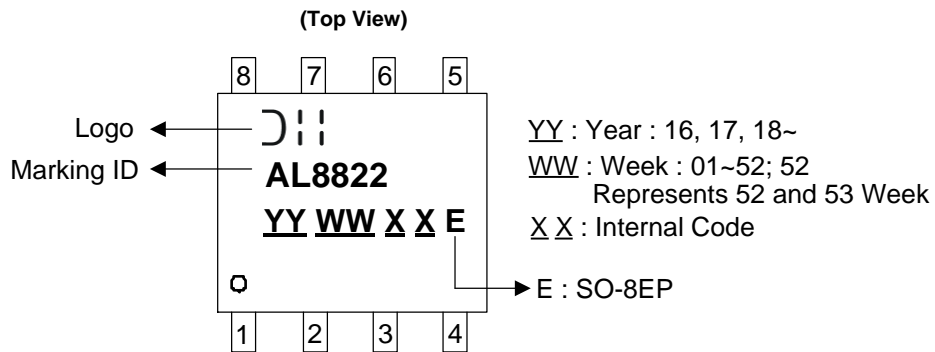 (Top View)
8 7 6 5
Logo
Marking ID
AL8822
YY WW X X E
1 2 3 4
YY : Year : 16, 17, 18~
WW : Week : 01~52; 52
Represents 52 and 53 Week
X X : Internal Code
E : SO-8EP